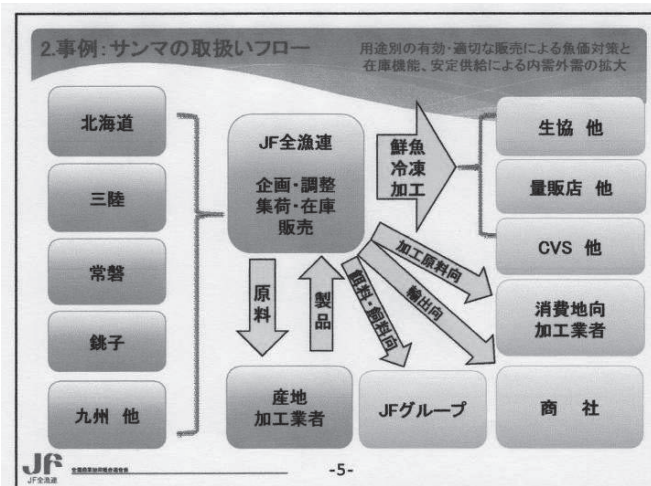 2.事例:サンマの取扱いフロー
用途別の有効・適切な販売による魚価対策と
在庫機能、安定供給による内需外需の拡大
北海道
三陸
常磐
銚子
九州 他
JF全漁連
企画・調整
集荷・在庫
販売
鮮魚
冷凍
加工
生協 他
量販店 他
CVS 他
加工原料向
輸出向
餌料・飼料向
原料
製品
消費地向
加工業者
産地
加工業者
JFグループ
商 社
JF
JF全漁連
-5-